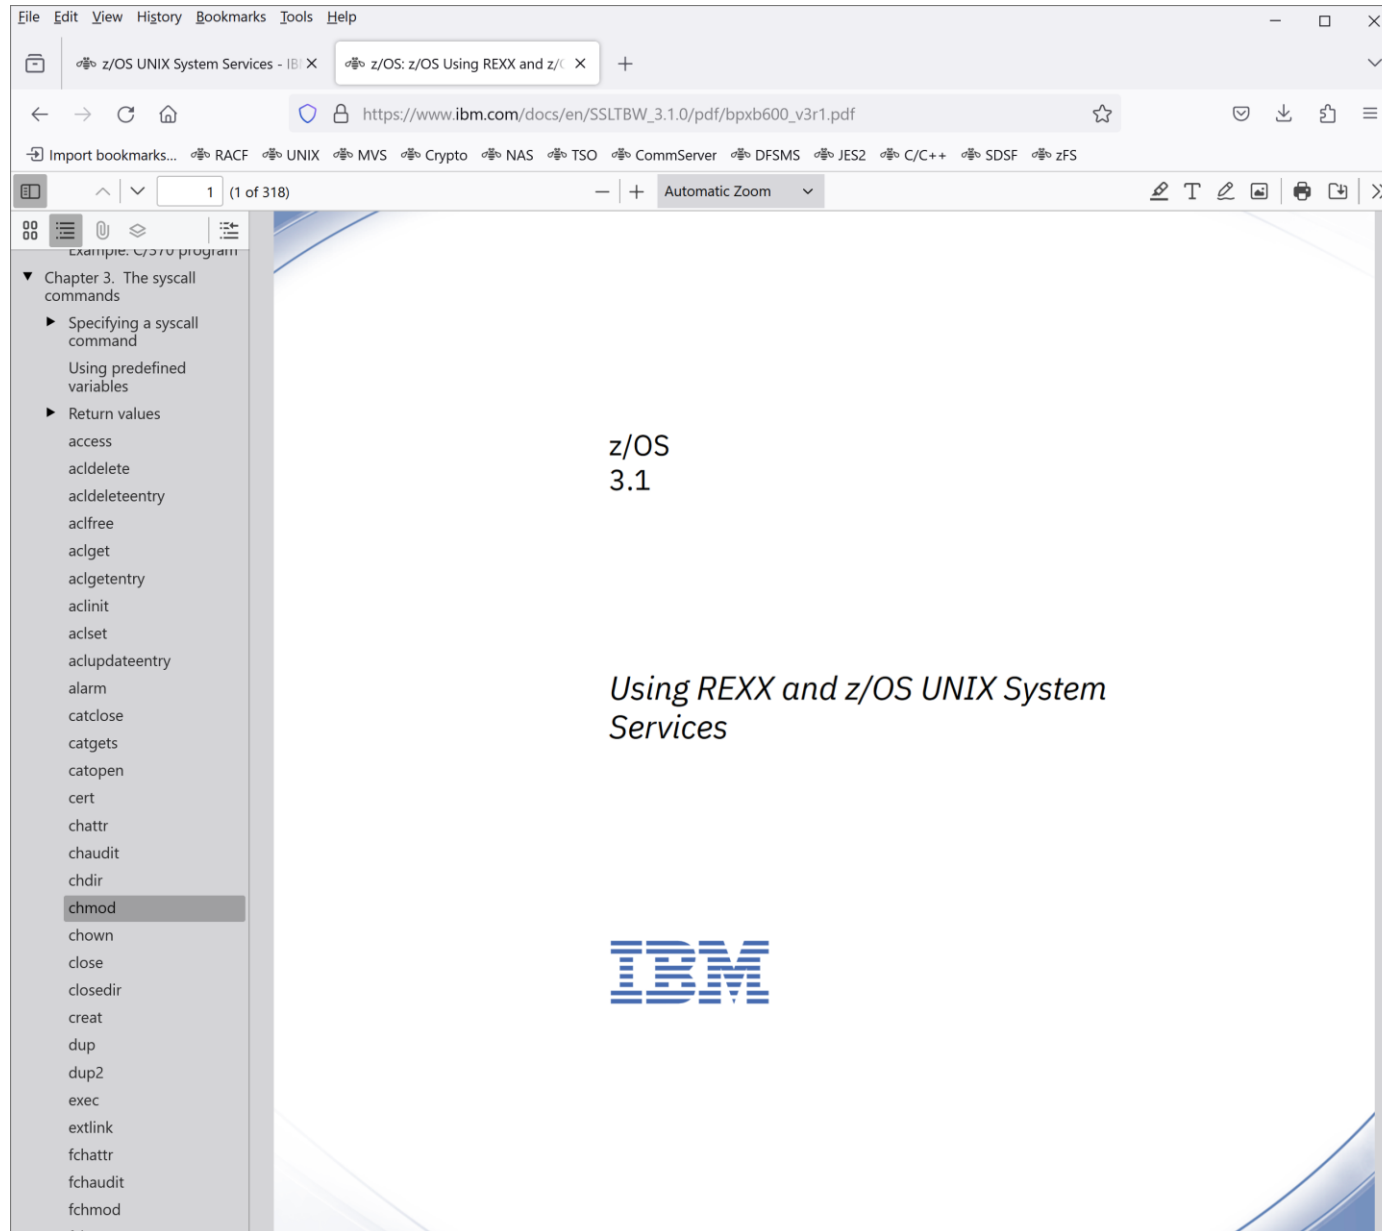 File Edit View History Bookmarks Tools Help
z/OS UNIX System Services - IB
z/OS: z/OS Using REXX and z/
https://www.ibm.com/docs/en/SSLTBW_3.1.0/pdf/bpxb600_v3r1.pdf
Import bookmarks... RACF UNIX MVS Crypto NAS TSO CommServer DFSMS JES2 C/C++ SDSF zFS
1 (1 of 318) Automatic Zoom
Example: C/370 program
Chapter 3. The syscall
commands
Specifying a syscall
command
Using predefined
variables
Return values
access
acldelete
acldeleteentry
aclfree
aclget
aclgetentry
aclinit
aclset
aclupdateentry
alarm
catclose
catgets
catopen
cert
chattr
chaudit
chdir
chmod
chown
close
closedir
creat
dup
dup2
exec
extlink
fchattr
fchaudit
fchmod
z/OS
3.1
Using REXX and z/OS UNIX System
Services
IBM